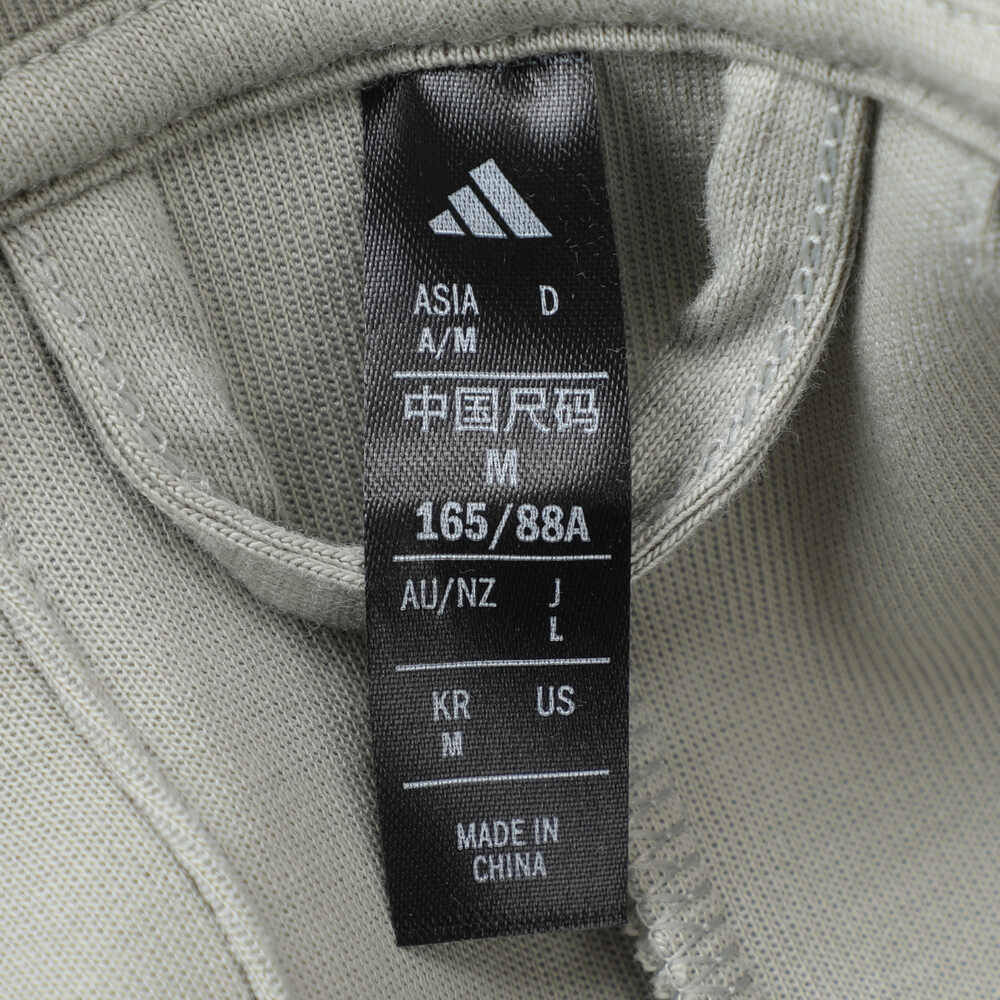 ASIA D
A/M
中国尺码
M
165/88A
AU/NZ J
L
KR US
M
MADE IN
CHINA